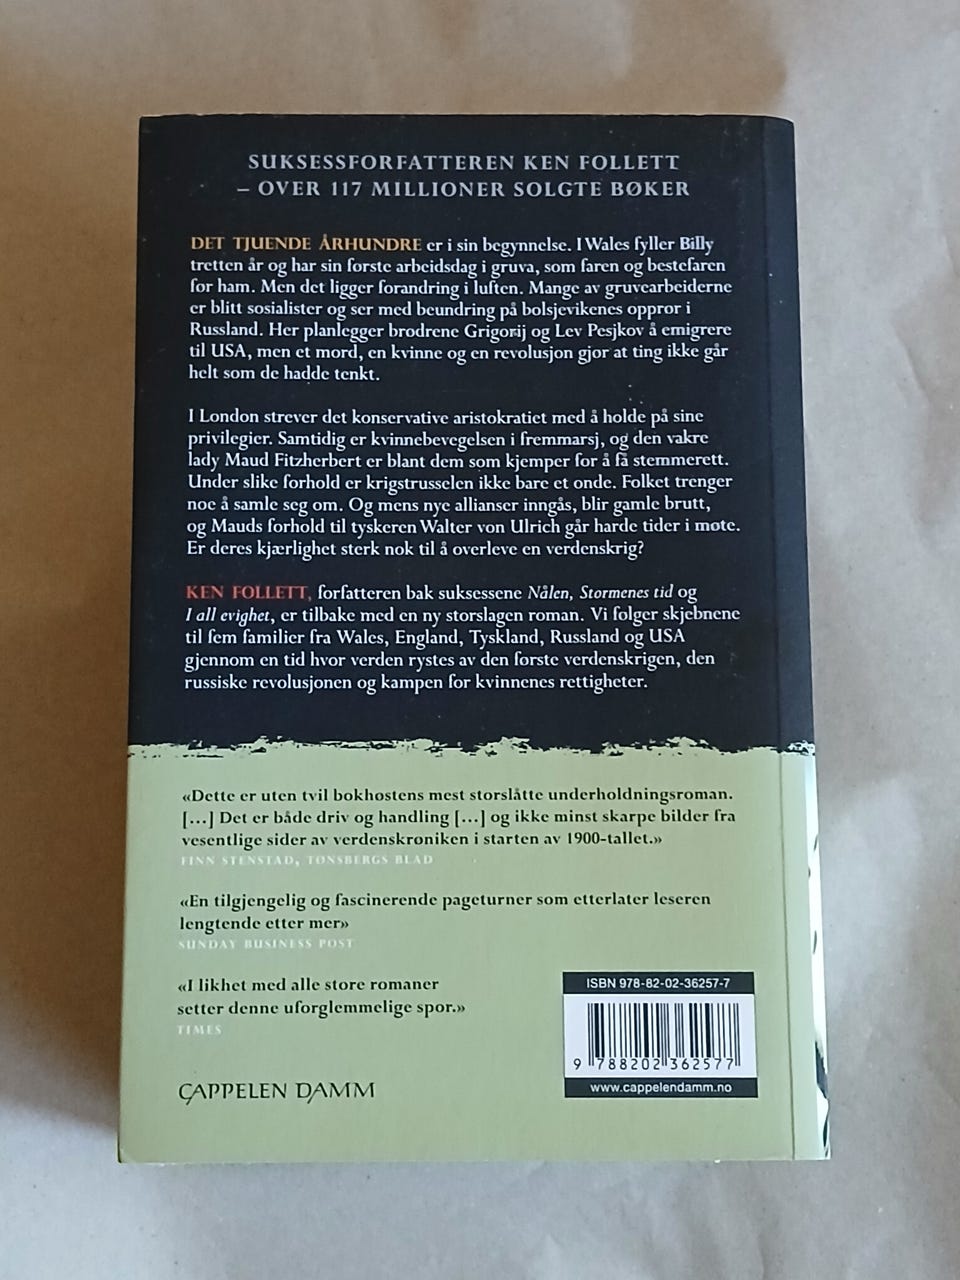 SUKSESSFORFATTEREN KEN FOLLETT
– OVER 117 MILLIONER SOLGTE BØKER
DET TJUENDE ÅRHUNDRE er i sin begynnelse. I Wales fyller Billy
tretten år og har sin første arbeidsdag i gruva, som faren og bestefaren
før ham. Men det ligger forandring i luften. Mange av gruvearbeiderne
er blitt sosialister og ser med beundring på bolsjevikenes opprør i
Russland. Her planlegger brødrene Grigorij og Lev Pesjkov å emigrere
til USA, men et mord, en kvinne og en revolusjon gjør at ting ikke går
helt som de hadde tenkt.
I London strever det konservative aristokratiet med å holde på sine
privilegier. Samtidig er kvinnebevegelsen i fremmarsj, og den vakre
lady Maud Fitzherbert er blant dem som kjemper for å få stemmerett.
Under slike forhold er krigstrusselen ikke bare et onde. Folket trenger
noe å samle seg om. Og mens nye allianser inngås, blir gamle brutt,
og Mauds forhold til tyskeren Walter von Ulrich går harde tider i møte.
Er deres kjærlighet sterk nok til å overleve en verdenskrig?
KEN FOLLETT, forfatteren bak suksessene Nålen, Stormenes tid og
I all evighet, er tilbake med en ny storslagen roman. Vi følger skjebnene
til fem familier fra Wales, England, Tyskland, Russland og USA
gjennom en tid hvor verden rystes av den første verdenskrigen, den
russiske revolusjonen og kampen for kvinnenes rettigheter.
«Dette er uten tvil bokhøstens mest storslåtte underholdningsroman.
[...] Det er både driv og handling [...] og ikke minst skarpe bilder fra
vesentlige sider av verdenskrøniken i starten av 1900-tallet.»
FINN STENSTAD, TØNSBERGS BLAD
«En tilgjengelig og fascinerende pageturner som etterlater leseren
lengtende etter mer»
SUNDAY BUSINESS POST
«I likhet med alle store romaner
setter denne uforglemmelige spor.»
TIMES
ISBN 978-82-02-36257-7
9 788202 362577
www.cappelendamm.no
CAPPELEN DAMM